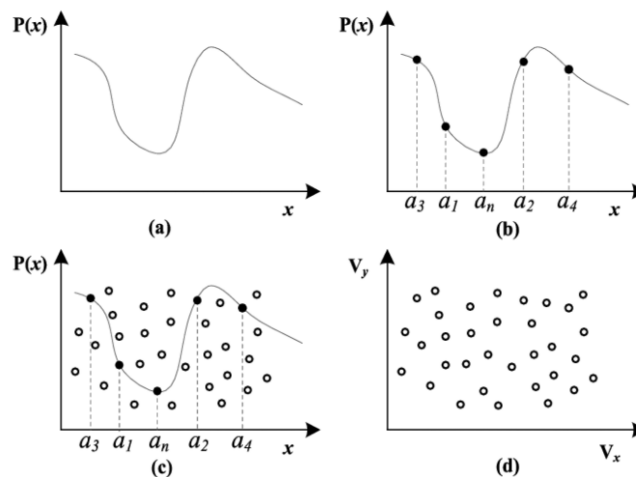 P(x)
x
(a)
P(x)
a3 a1 an a2 a4 x
(b)
P(x)
a3 a1 an a2 a4 x
(c)
Vy
Vx
(d)